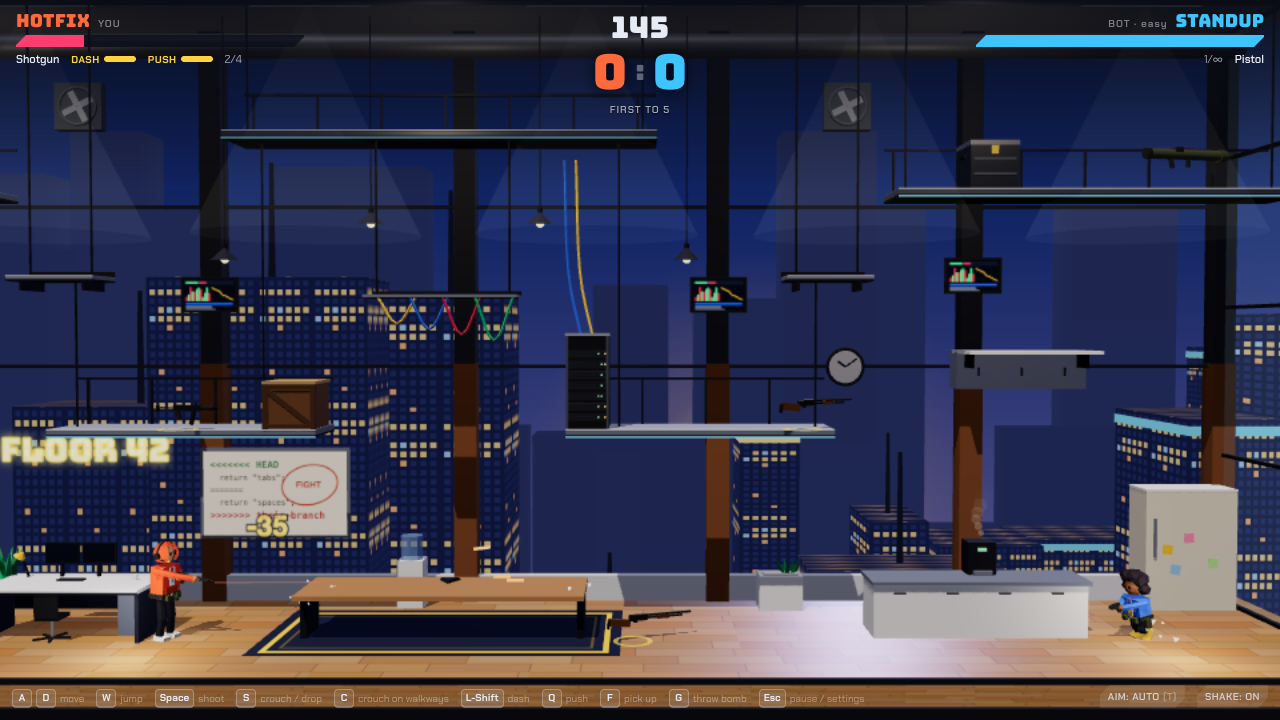 HOTFIX YOU
145
BOT · easy STANDUP
Shotgun DASH PUSH 2/4
0 : 0
1/∞ Pistol
FIRST TO 5
FLOOR 42
<<<<<<< HEAD
return "tabs"
FIGHT
=======
return "spaces"
>>>>>>> their-branch
-35
A D move W jump Space shoot S crouch / drop C crouch on walkways L-Shift dash Q push F pick up G throw bomb Esc pause / settings
AIM: AUTO [T] SHAKE: ON